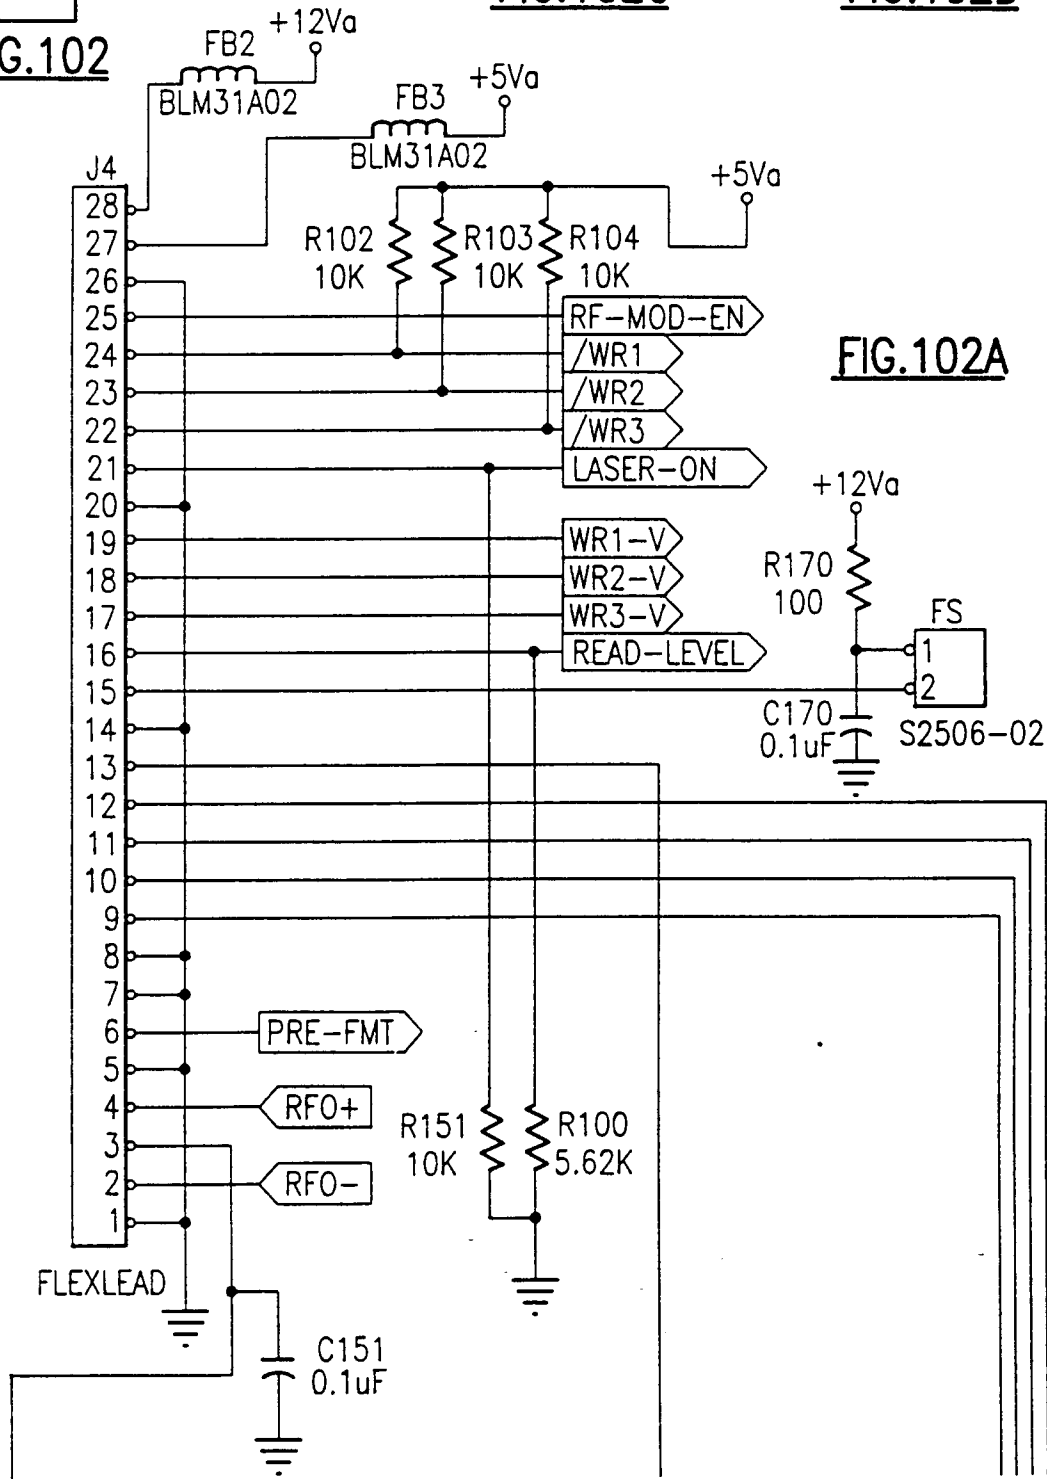 G.102
+12Va
FB2
BLM31A02
+5Va
FB3
BLM31A02
+5Va
J4
28
27
26
25
24
23
22
21
20
19
18
17
16
15
14
13
12
11
10
9
8
7
6
5
4
3
2
1
FLEXLEAD
R102
10K
R103
10K
R104
10K
RF-MOD-EN
/WR1
/WR2
/WR3
LASER-ON
FIG.102A
WR1-V
WR2-V
WR3-V
READ-LEVEL
+12Va
R170
100
FS
1
2
S2506-02
C170
0.1uF
PRE-FMT
RFO+
RFO-
R151
10K
R100
5.62K
C151
0.1uF